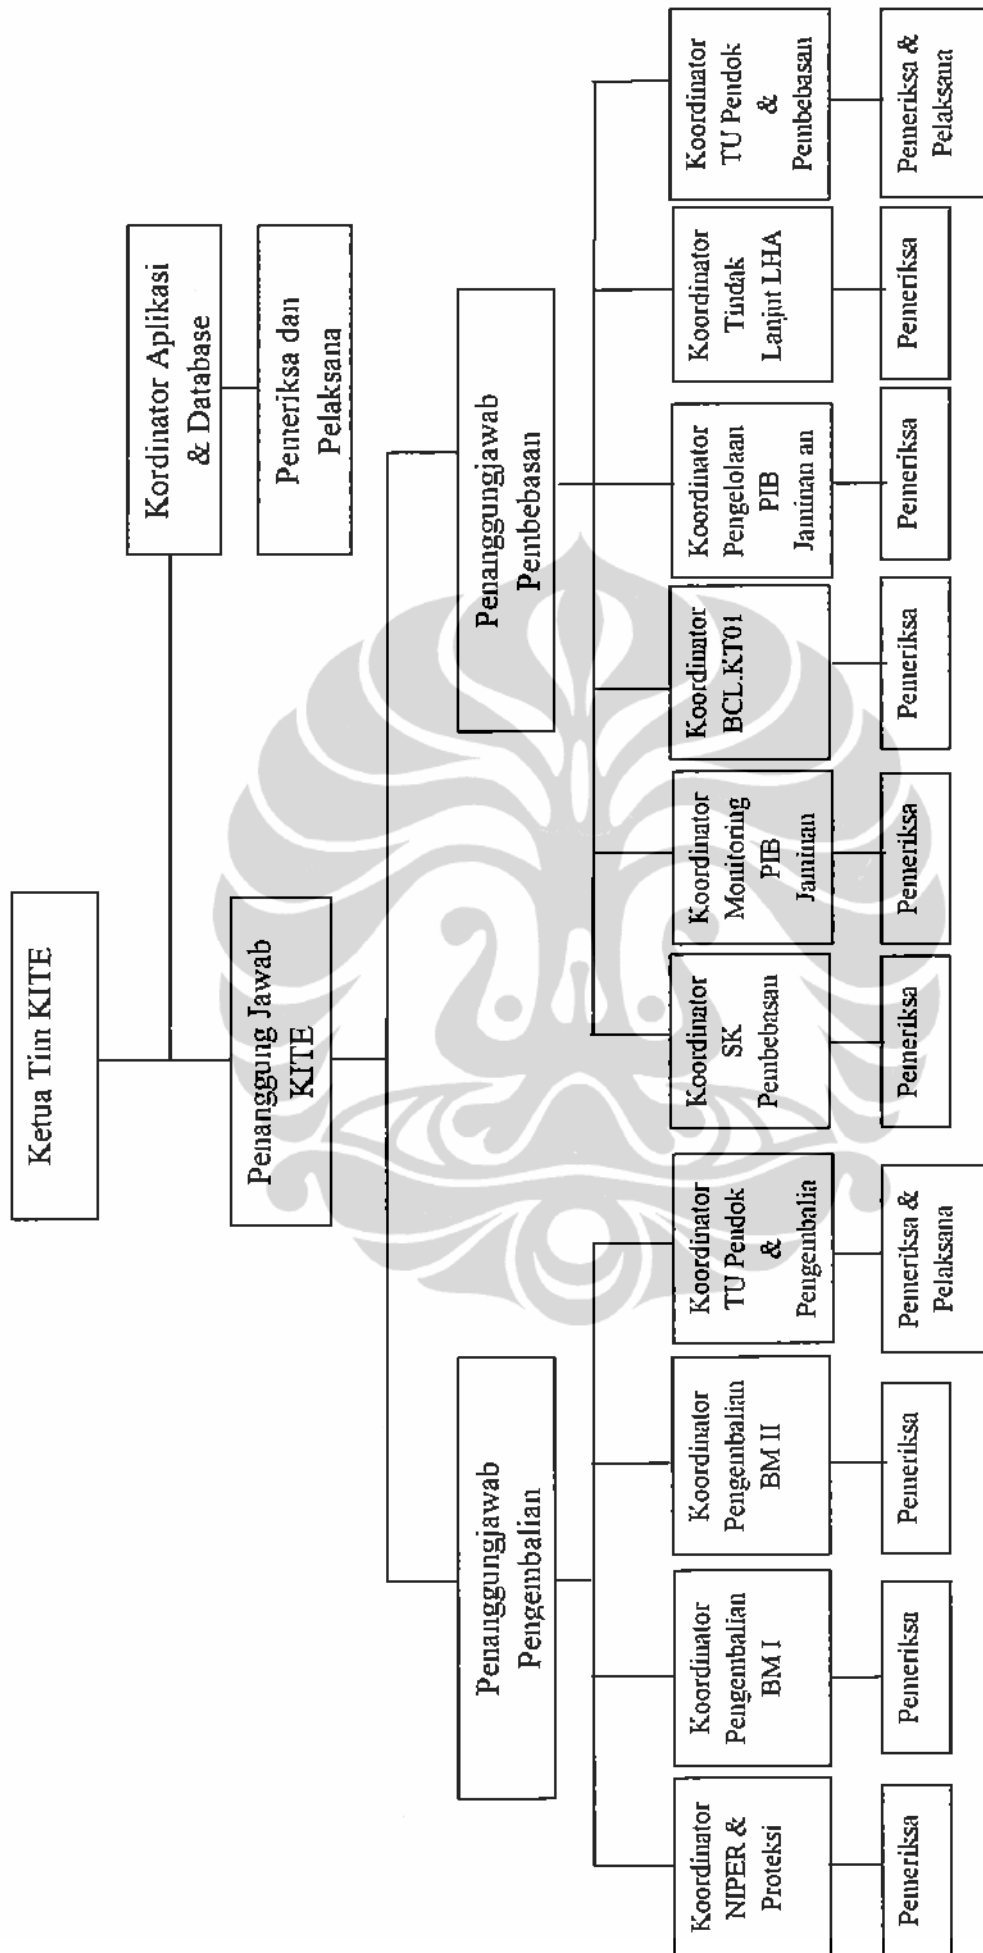 Ketua Tim KITE
Kordinator Aplikasi
& Database
Pemeriksa dan
Pelaksana
Penanggung Jawab
KITE
Penanggungjawab
Pengembalian
Penanggungjawab
Pembebasan
Koordinator
NIPER &
Proteksi
Koordinator
Pengembalian
BM I
Koordinator
Pengembalian
BM II
Koordinator
TU Pendok
&
Pengembalia
Koordinator
SK
Pembebasan
Koordinator
Monitoring
PIB
Jaminan
Koordinator
BCL.KT01
Koordinator
Pengelolaan
PIB
Jaminan an
Koordinator
Tindak
Lanjut LHA
Koordinator
TU Pendok
&
Pembebasan
Pemeriksa
Pemeriksa
Pemeriksa
Pemeriksa &
Pelaksana
Pemeriksa
Pemeriksa
Pemeriksa
Pemeriksa
Pemeriksa
Pemeriksa &
Pelaksana